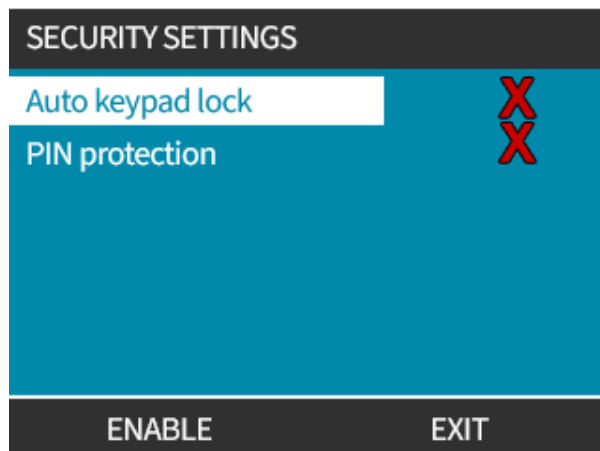 SECURITY SETTINGS
Auto keypad lock X
PIN protection X
ENABLE EXIT